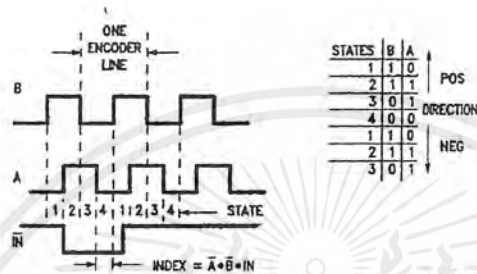 ONE
ENCODER
LINE
B
A
1 2 3 4 1 2 3 4 STATE
I̅N̅
INDEX = A̅•B̅•IN
STATES B A
1 1 0
2 1 1
3 0 1
4 0 0
1 1 0
2 1 1
3 0 1
POS
DIRECTION
NEG